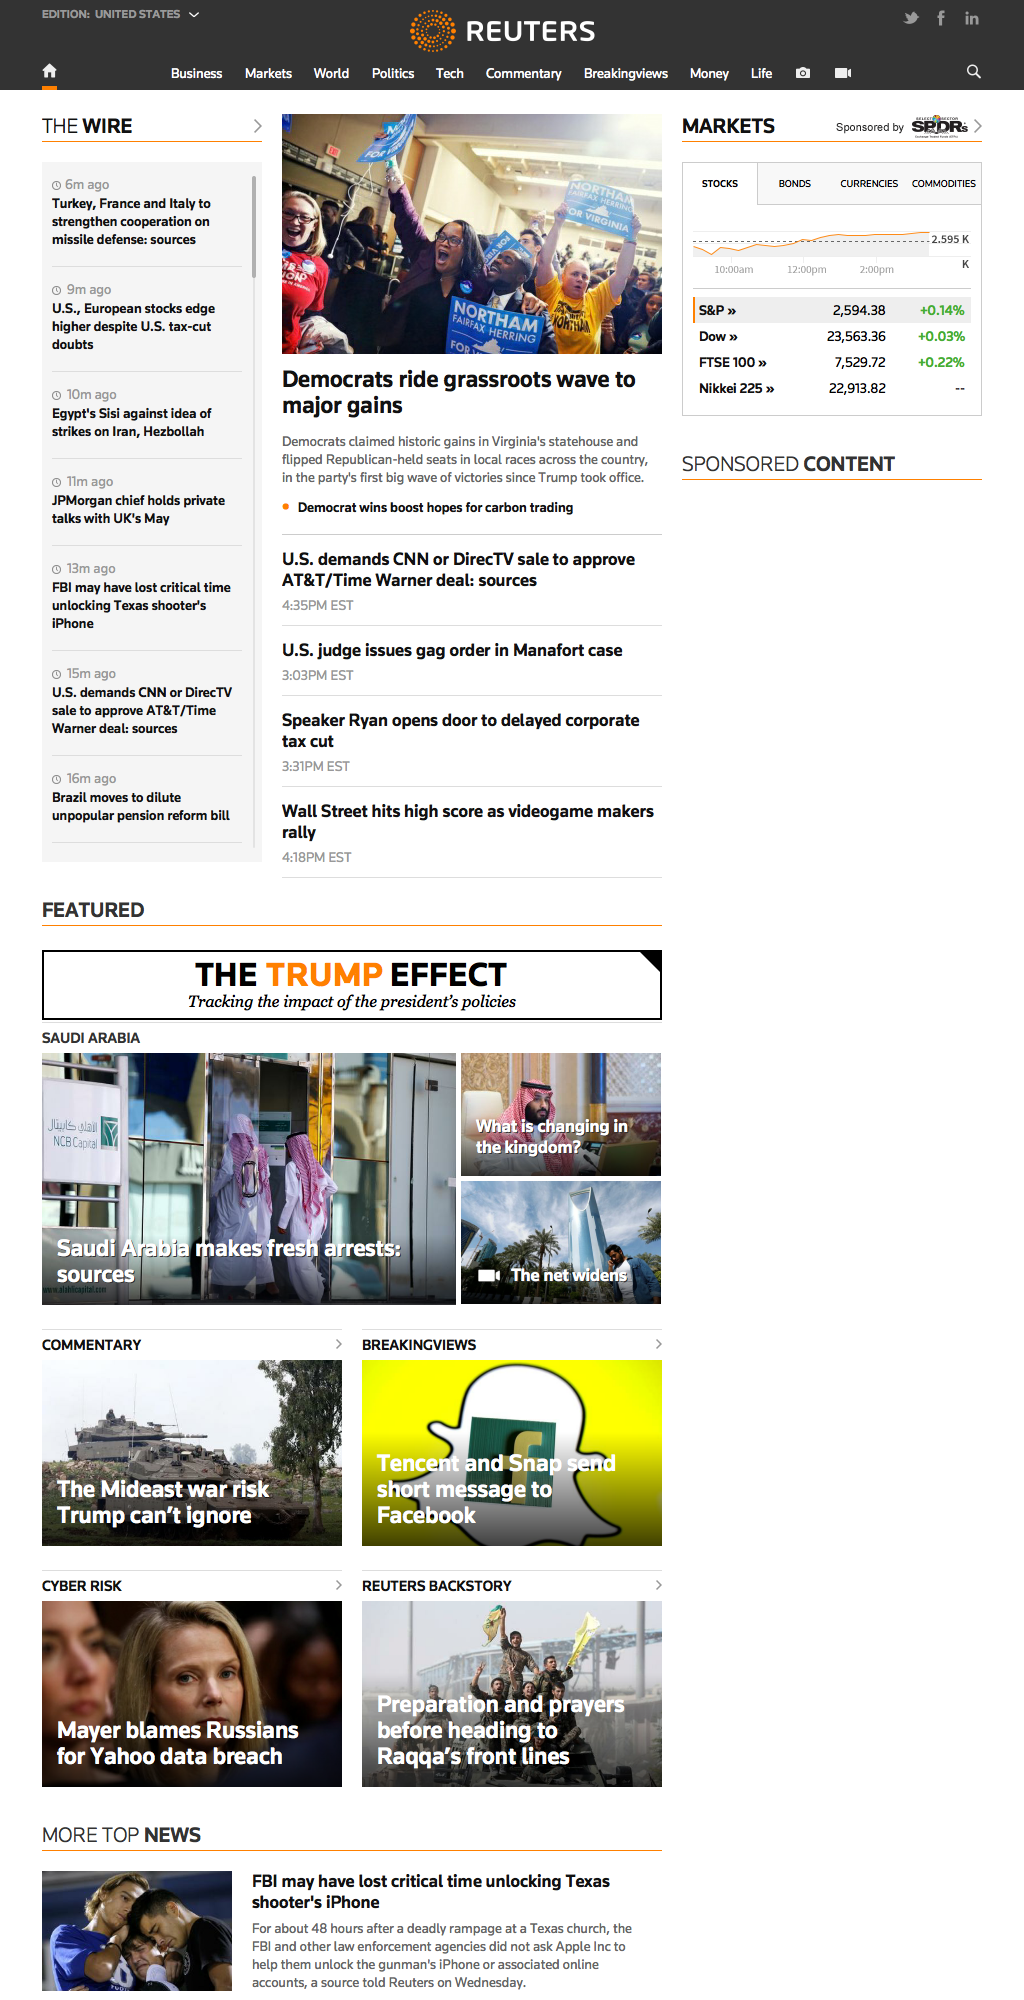 EDITION: UNITED STATES
REUTERS
Business Markets World Politics Tech Commentary Breakingviews Money Life
THE WIRE
6m ago
Turkey, France and Italy to
strengthen cooperation on
missile defense: sources
9m ago
U.S., European stocks edge
higher despite U.S. tax-cut
doubts
10m ago
Egypt's Sisi against idea of
strikes on Iran, Hezbollah
11m ago
JPMorgan chief holds private
talks with UK's May
13m ago
FBI may have lost critical time
unlocking Texas shooter's
iPhone
15m ago
U.S. demands CNN or DirecTV
sale to approve AT&T/Time
Warner deal: sources
16m ago
Brazil moves to dilute
unpopular pension reform bill
NORTHAM
FAIRFAX HERRING
FOR VIRGINIA
NORTHAM
FAIRFAX HERRING
Democrats ride grassroots wave to
major gains
Democrats claimed historic gains in Virginia's statehouse and
flipped Republican-held seats in local races across the country,
in the party's first big wave of victories since Trump took office.
Democrat wins boost hopes for carbon trading
U.S. demands CNN or DirecTV sale to approve
AT&T/Time Warner deal: sources
4:35PM EST
U.S. judge issues gag order in Manafort case
3:03PM EST
Speaker Ryan opens door to delayed corporate
tax cut
3:31PM EST
Wall Street hits high score as videogame makers
rally
4:18PM EST
MARKETS
Sponsored by
SELECT SECTOR
SPDRs
STOCKS BONDS CURRENCIES COMMODITIES
2.595 K
K
10:00am 12:00pm 2:00pm
S&P » 2,594.38 +0.14%
Dow » 23,563.36 +0.03%
FTSE 100 » 7,529.72 +0.22%
Nikkei 225 » 22,913.82 --
SPONSORED CONTENT
FEATURED
THE TRUMP EFFECT
Tracking the impact of the president's policies
SAUDI ARABIA
الأهلي كابيتال
NCB Capital
Saudi Arabia makes fresh arrests:
sources
www.alahlicapital.com
What is changing in
the kingdom?
The net widens
COMMENTARY
The Mideast war risk
Trump can't ignore
BREAKINGVIEWS
Tencent and Snap send
short message to
Facebook
CYBER RISK
Mayer blames Russians
for Yahoo data breach
REUTERS BACKSTORY
Preparation and prayers
before heading to
Raqqa's front lines
MORE TOP NEWS
FBI may have lost critical time unlocking Texas
shooter's iPhone
For about 48 hours after a deadly rampage at a Texas church, the
FBI and other law enforcement agencies did not ask Apple Inc to
help them unlock the gunman's iPhone or associated online
accounts, a source told Reuters on Wednesday.